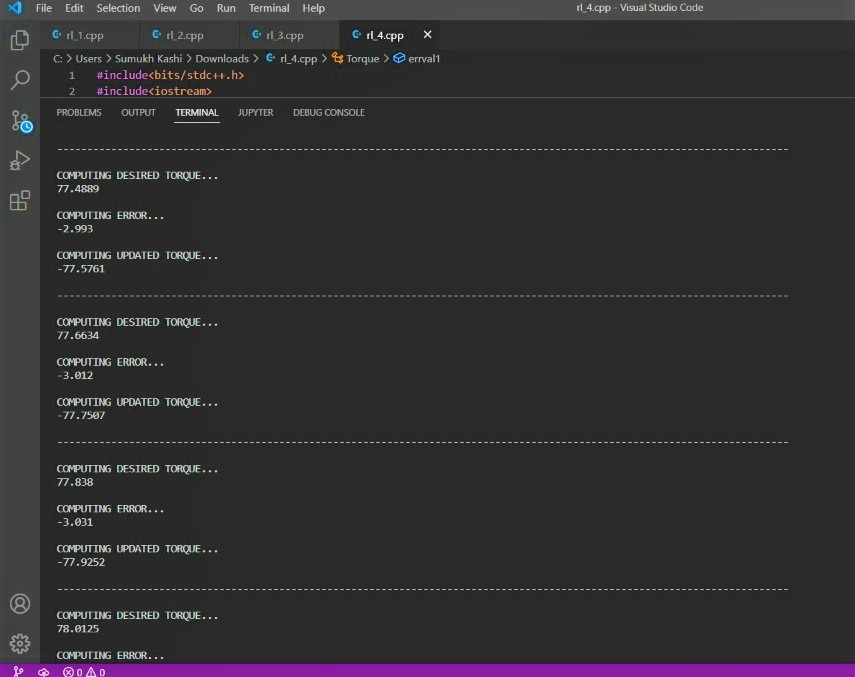 File Edit Selection View Go Run Terminal Help rl_4.cpp - Visual Studio Code
rl_1.cpp rl_2.cpp rl_3.cpp rl_4.cpp
C: > Users > Sumukh Kashi > Downloads > rl_4.cpp > Torque > errval1
1 #include<bits/stdc++.h>
2 #include<iostream>
PROBLEMS OUTPUT TERMINAL JUPYTER DEBUG CONSOLE
COMPUTING DESIRED TORQUE...
77.4889
COMPUTING ERROR...
-2.993
COMPUTING UPDATED TORQUE...
-77.5761
COMPUTING DESIRED TORQUE...
77.6634
COMPUTING ERROR...
-3.012
COMPUTING UPDATED TORQUE...
-77.7507
COMPUTING DESIRED TORQUE...
77.838
COMPUTING ERROR...
-3.031
COMPUTING UPDATED TORQUE...
-77.9252
COMPUTING DESIRED TORQUE...
78.0125
COMPUTING ERROR...
0 0